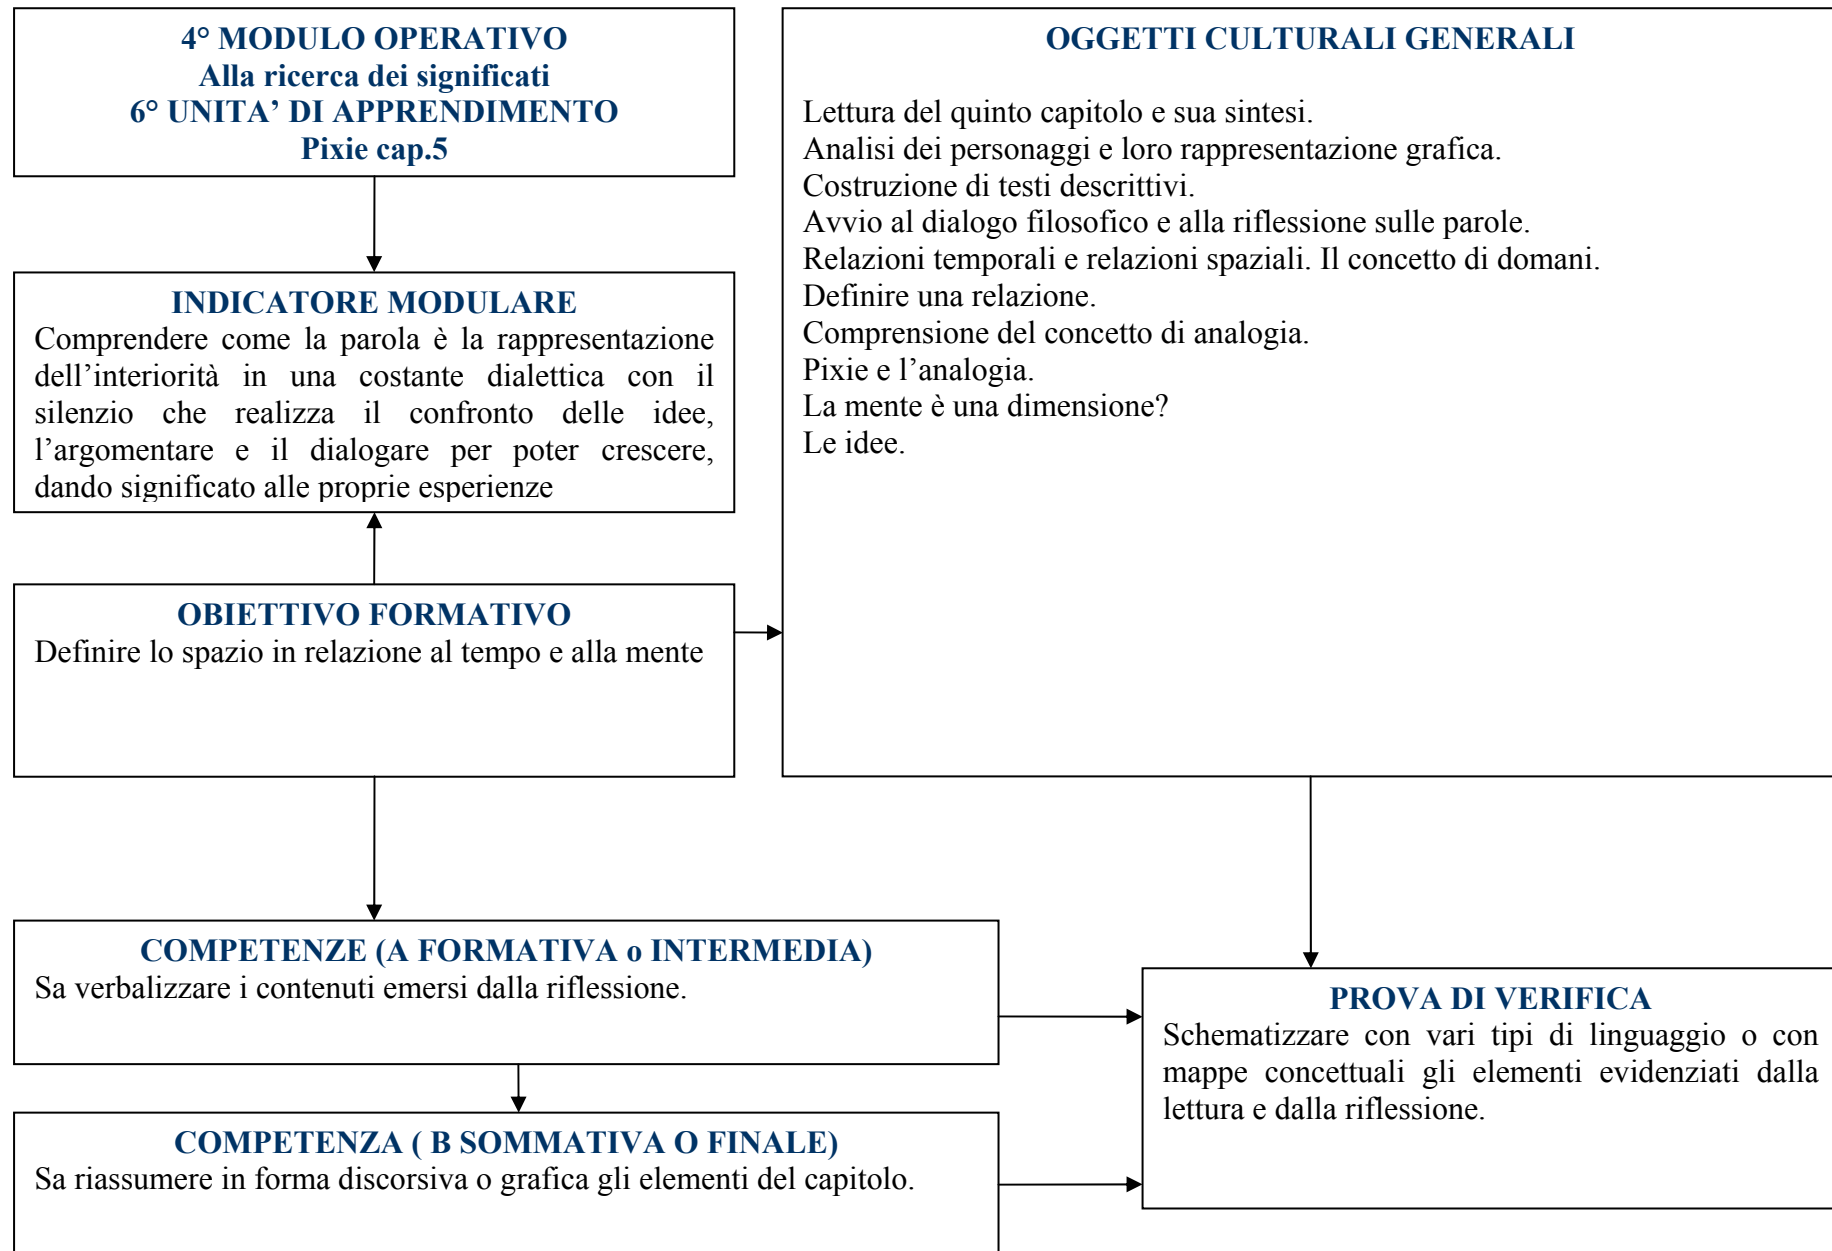 4° MODULO OPERATIVO
Alla ricerca dei significati
6° UNITA’ DI APPRENDIMENTO
Pixie cap.5
OGGETTI CULTURALI GENERALI
Lettura del quinto capitolo e sua sintesi.
Analisi dei personaggi e loro rappresentazione grafica.
Costruzione di testi descrittivi.
Avvio al dialogo filosofico e alla riflessione sulle parole.
Relazioni temporali e relazioni spaziali. Il concetto di domani.
Definire una relazione.
Comprensione del concetto di analogia.
Pixie e l’analogia.
La mente è una dimensione?
Le idee.
INDICATORE MODULARE
Comprendere come la parola è la rappresentazione
dell’interiorità in una costante dialettica con il
silenzio che realizza il confronto delle idee,
l’argomentare e il dialogare per poter crescere,
dando significato alle proprie esperienze
OBIETTIVO FORMATIVO
Definire lo spazio in relazione al tempo e alla mente
COMPETENZE (A FORMATIVA o INTERMEDIA)
Sa verbalizzare i contenuti emersi dalla riflessione.
COMPETENZA ( B SOMMATIVA O FINALE)
Sa riassumere in forma discorsiva o grafica gli elementi del capitolo.
PROVA DI VERIFICA
Schematizzare con vari tipi di linguaggio o con
mappe concettuali gli elementi evidenziati dalla
lettura e dalla riflessione.